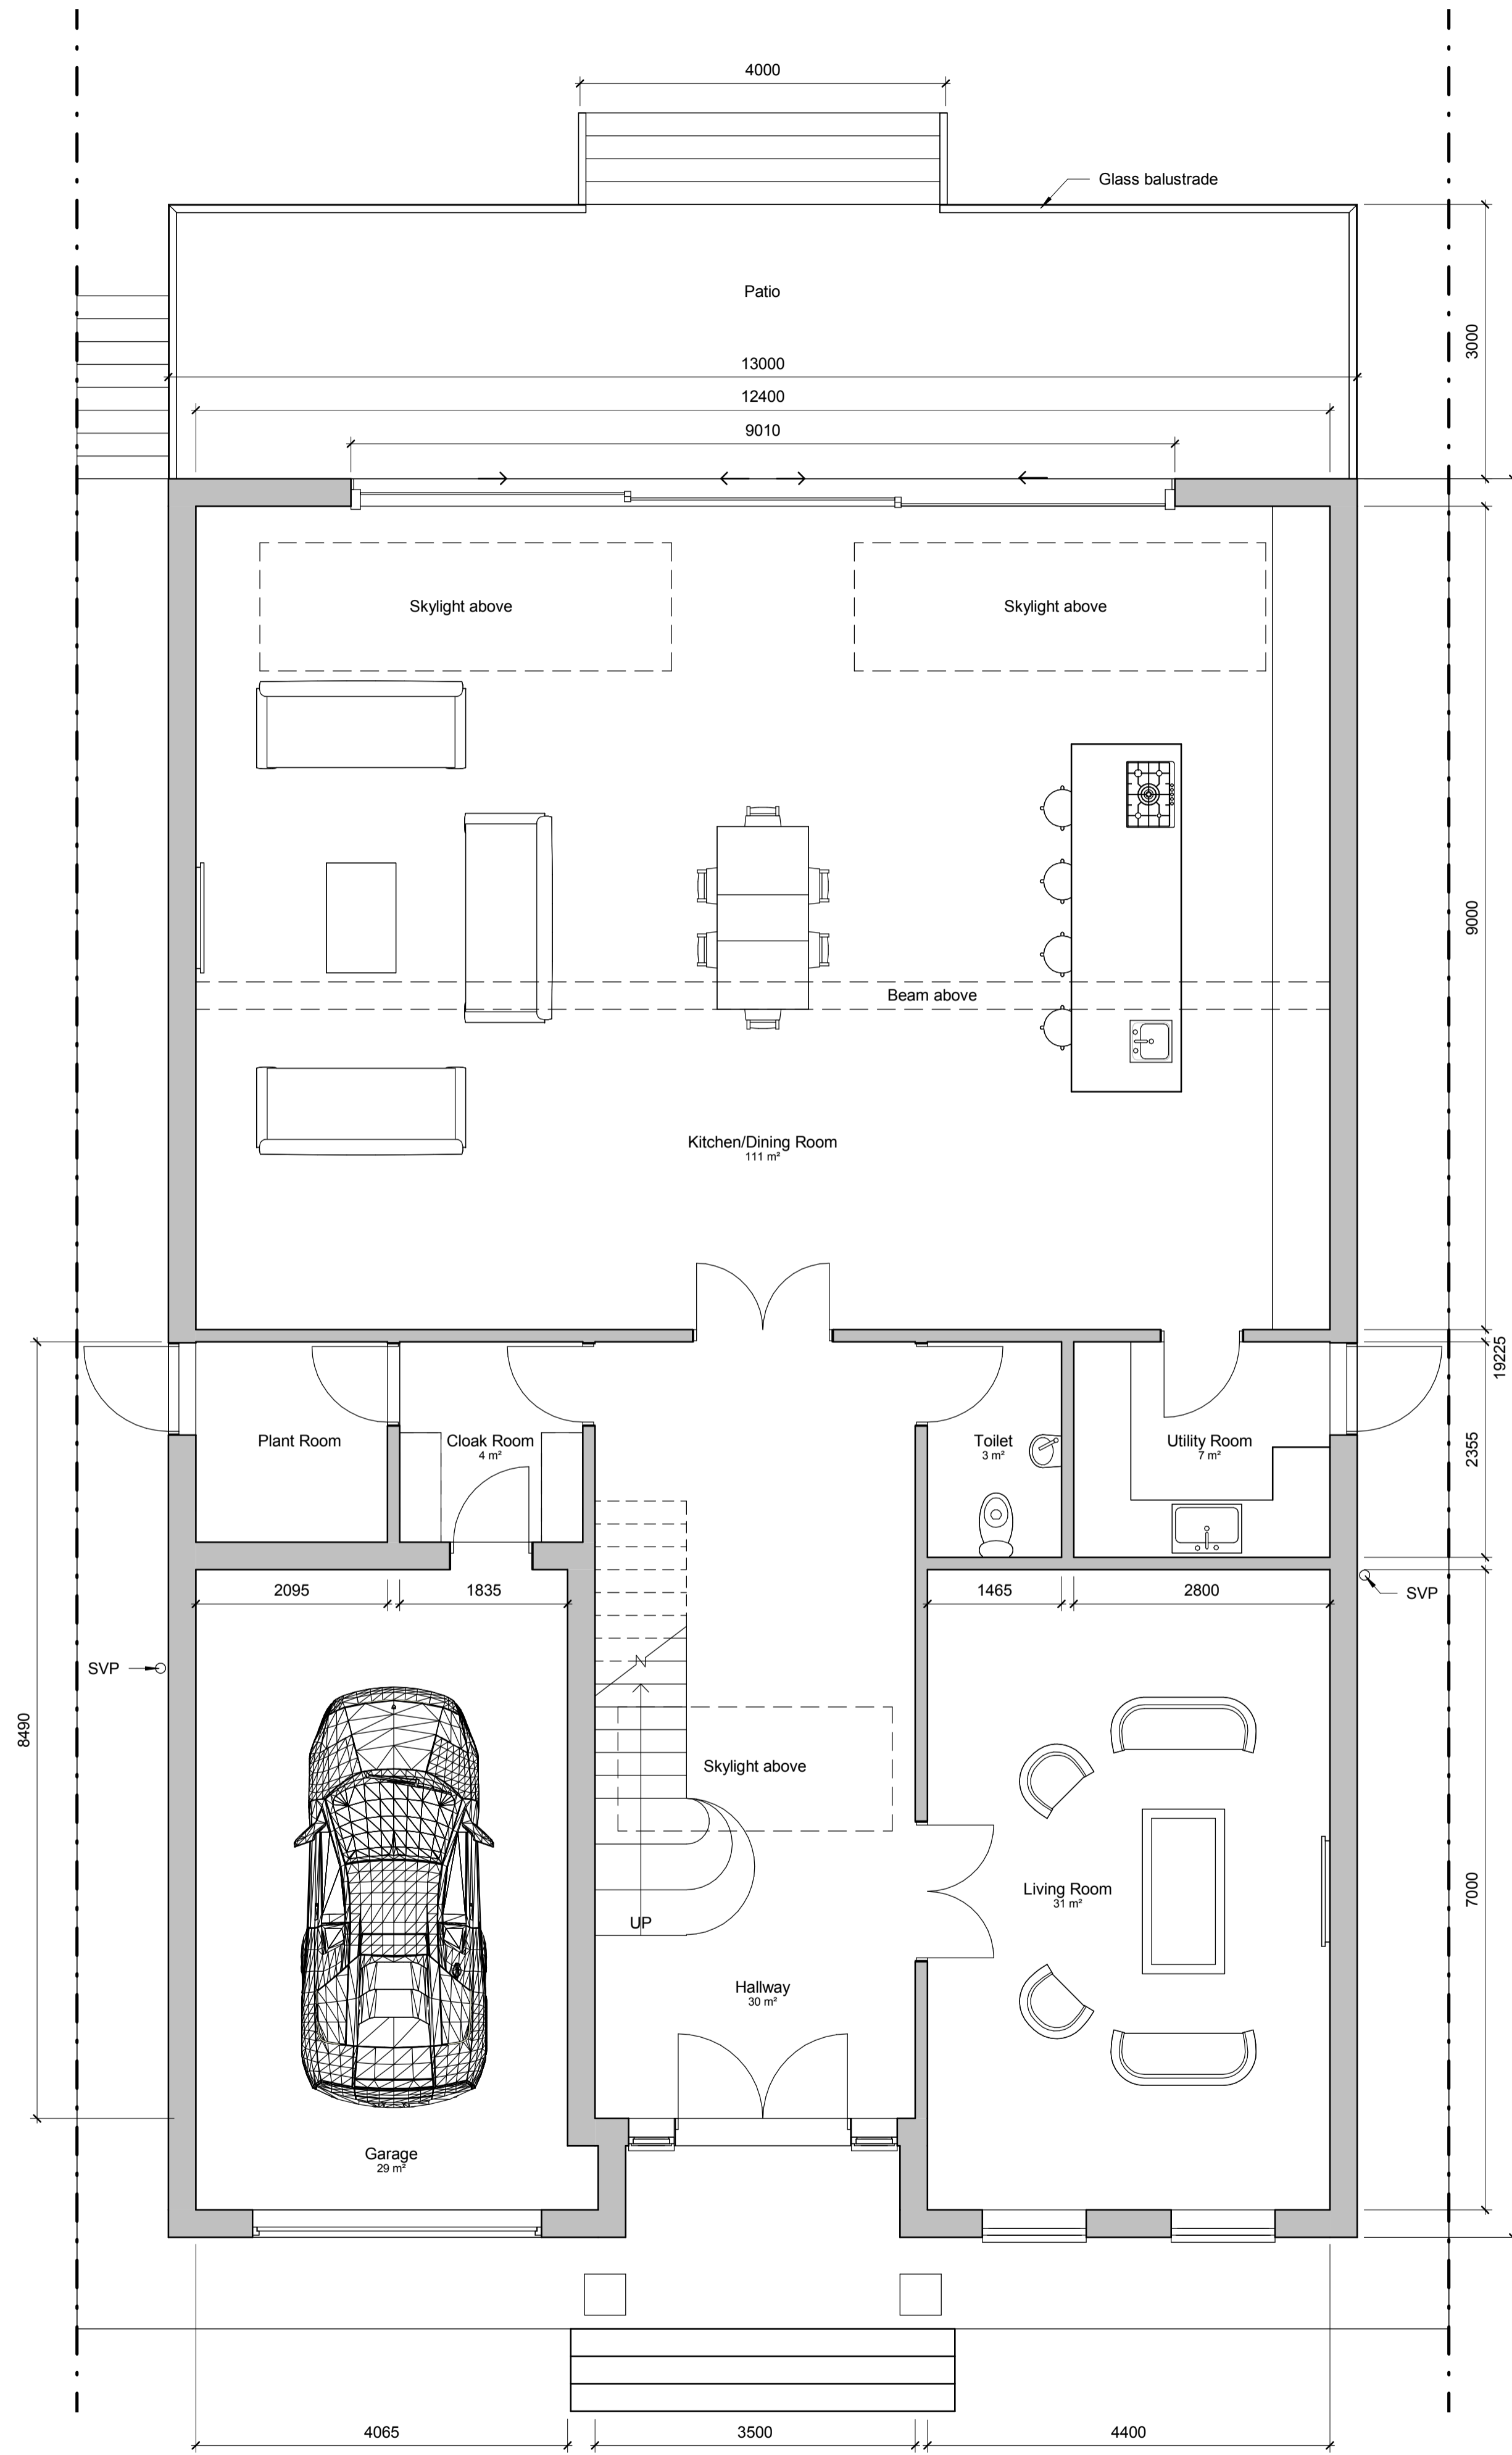 4000
Glass balustrade
Patio
3000
13000
12400
9010
Skylight above
Skylight above
9000
Beam above
Kitchen/Dining Room
111 m²
19225
Plant Room
Cloak Room
4 m²
Toilet
3 m²
Utility Room
7 m²
2355
2095
1835
1465
2800
SVP
SVP
8490
Skylight above
Living Room
31 m²
7000
UP
Hallway
30 m²
Garage
29 m²
4065
3500
4400